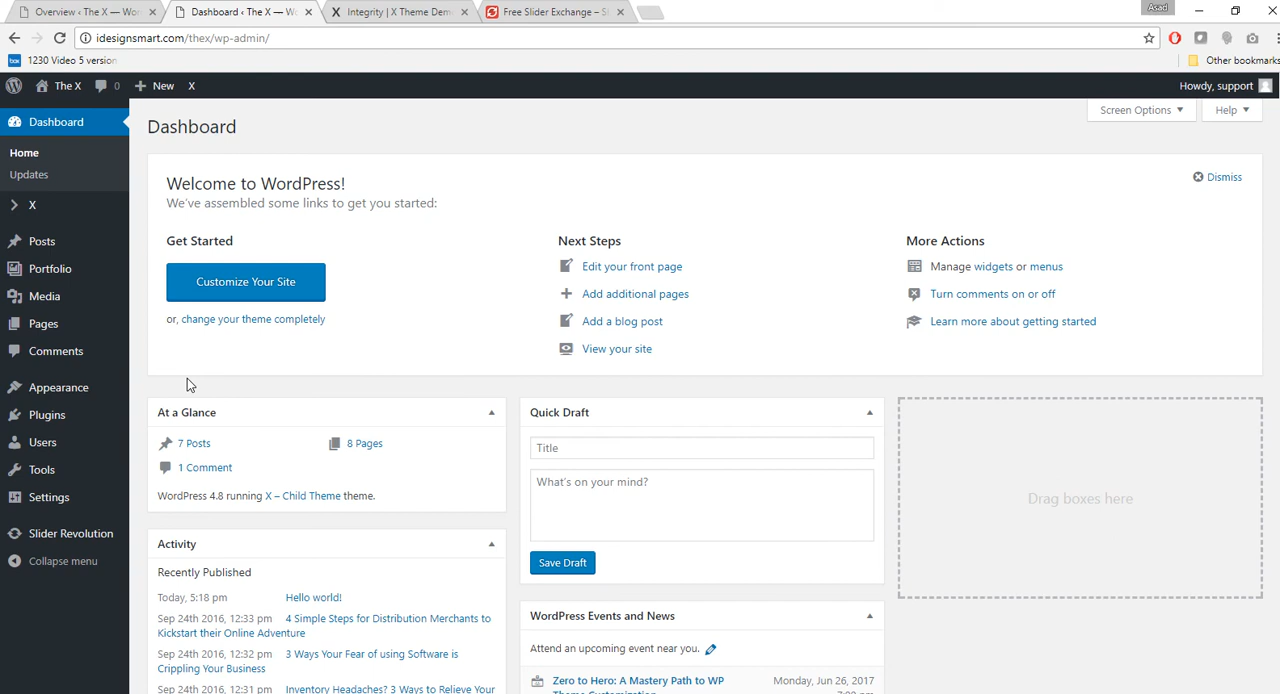 Overview ‹ The X — Wor
Dashboard ‹ The X — Wo
Integrity | X Theme Dem
Free Slider Exchange – Sl
Asad
idesignsmart.com/thex/wp-admin/
1230 Video 5 version
Other bookmarks
The X
0
New
X
Howdy, support
Dashboard
Home
Updates
X
Posts
Portfolio
Media
Pages
Comments
Appearance
Plugins
Users
Tools
Settings
Slider Revolution
Collapse menu
Screen Options
Help
Dashboard
Welcome to WordPress!
We've assembled some links to get you started:
Dismiss
Get Started
Customize Your Site
or, change your theme completely
Next Steps
Edit your front page
Add additional pages
Add a blog post
View your site
More Actions
Manage widgets or menus
Turn comments on or off
Learn more about getting started
At a Glance
7 Posts
8 Pages
1 Comment
WordPress 4.8 running X – Child Theme theme.
Activity
Recently Published
Today, 5:18 pm Hello world!
Sep 24th 2016, 12:33 pm 4 Simple Steps for Distribution Merchants to
Kickstart their Online Adventure
Sep 24th 2016, 12:32 pm 3 Ways Your Fear of using Software is
Crippling Your Business
Sep 24th 2016, 12:31 pm Inventory Headaches? 3 Ways to Relieve Your
Quick Draft
Title
What's on your mind?
Save Draft
WordPress Events and News
Attend an upcoming event near you.
Zero to Hero: A Mastery Path to WP Monday, Jun 26, 2017
Theme Customization 7:00 pm
Drag boxes here